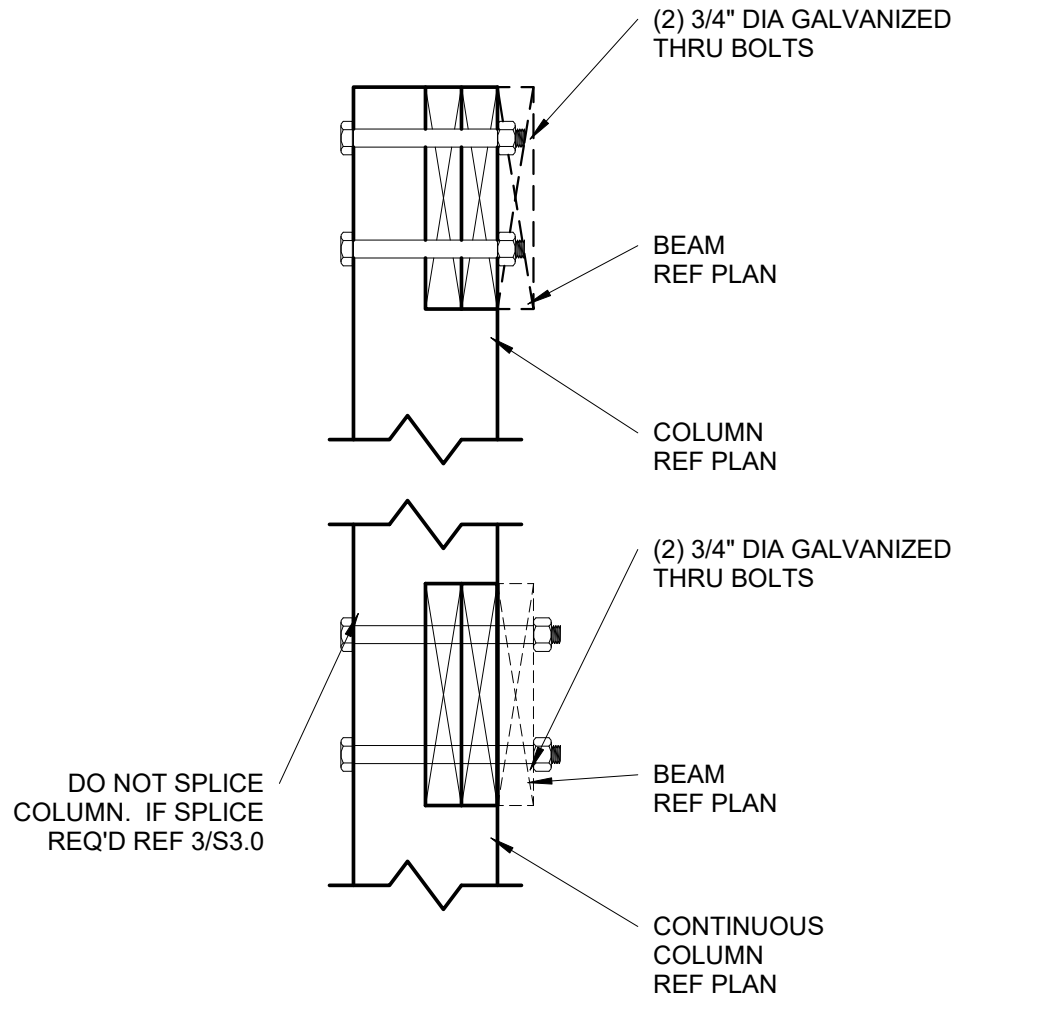 (2) 3/4" DIA GALVANIZED
THRU BOLTS
BEAM
REF PLAN
COLUMN
REF PLAN
(2) 3/4" DIA GALVANIZED
THRU BOLTS
DO NOT SPLICE
COLUMN.  IF SPLICE
REQ'D REF 3/S3.0
BEAM
REF PLAN
CONTINUOUS
COLUMN
REF PLAN